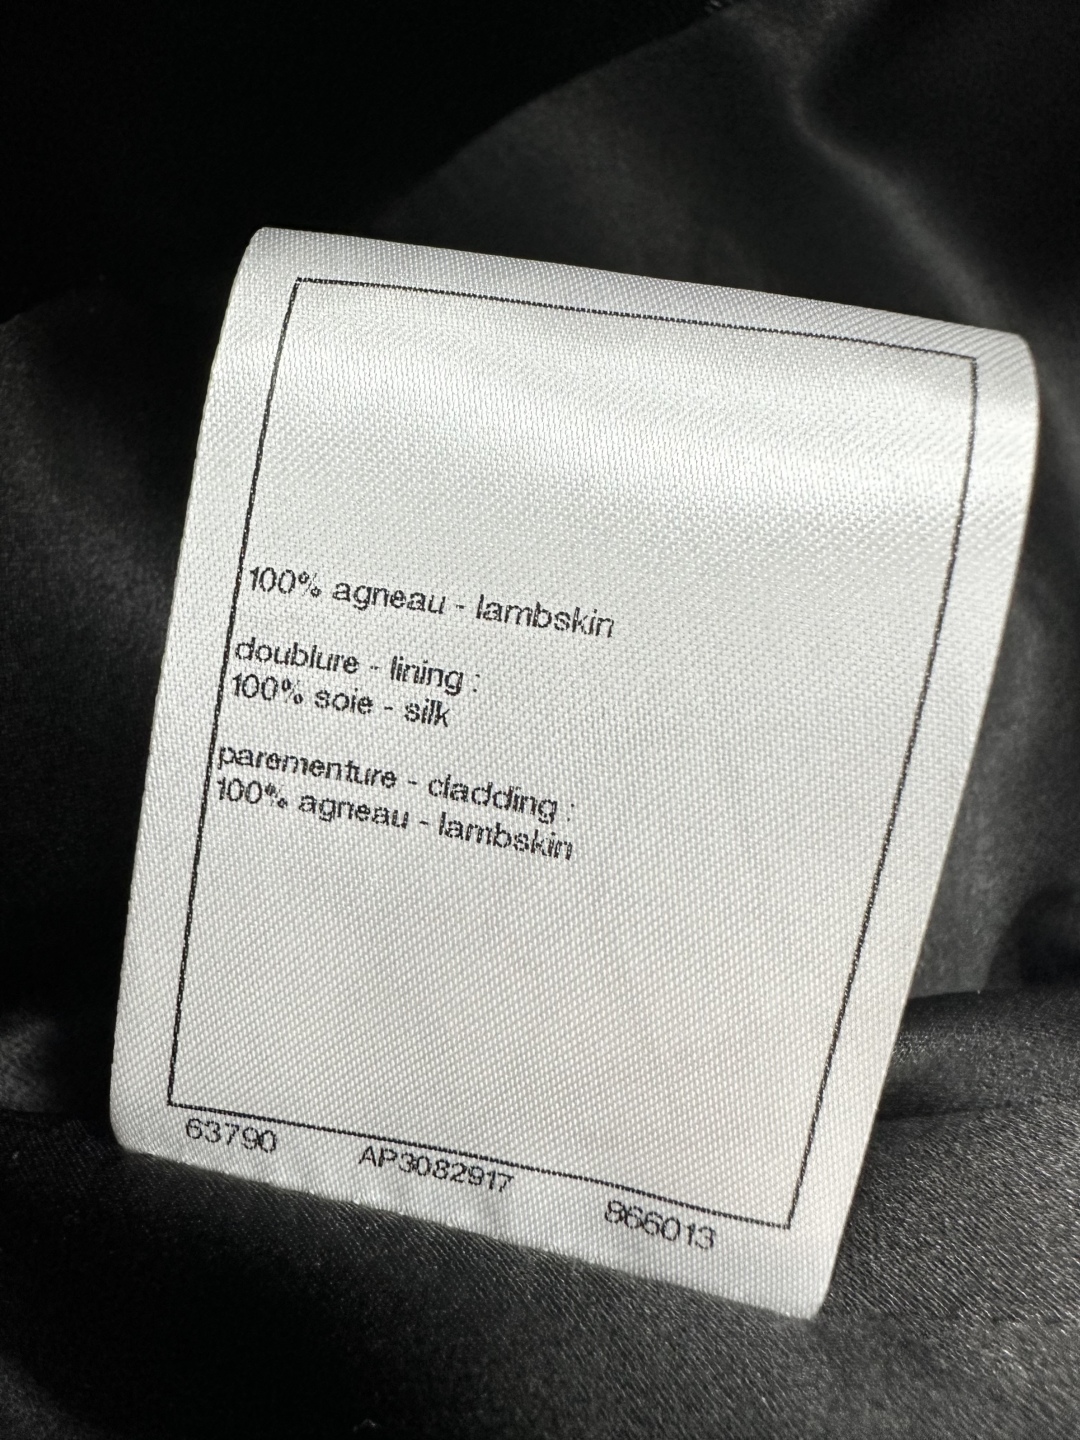 100% agneau - lambskin
doublure - lining :
100% soie - silk
parementure - cladding :
100% agneau - lambskin
63790 AP3082917 866013